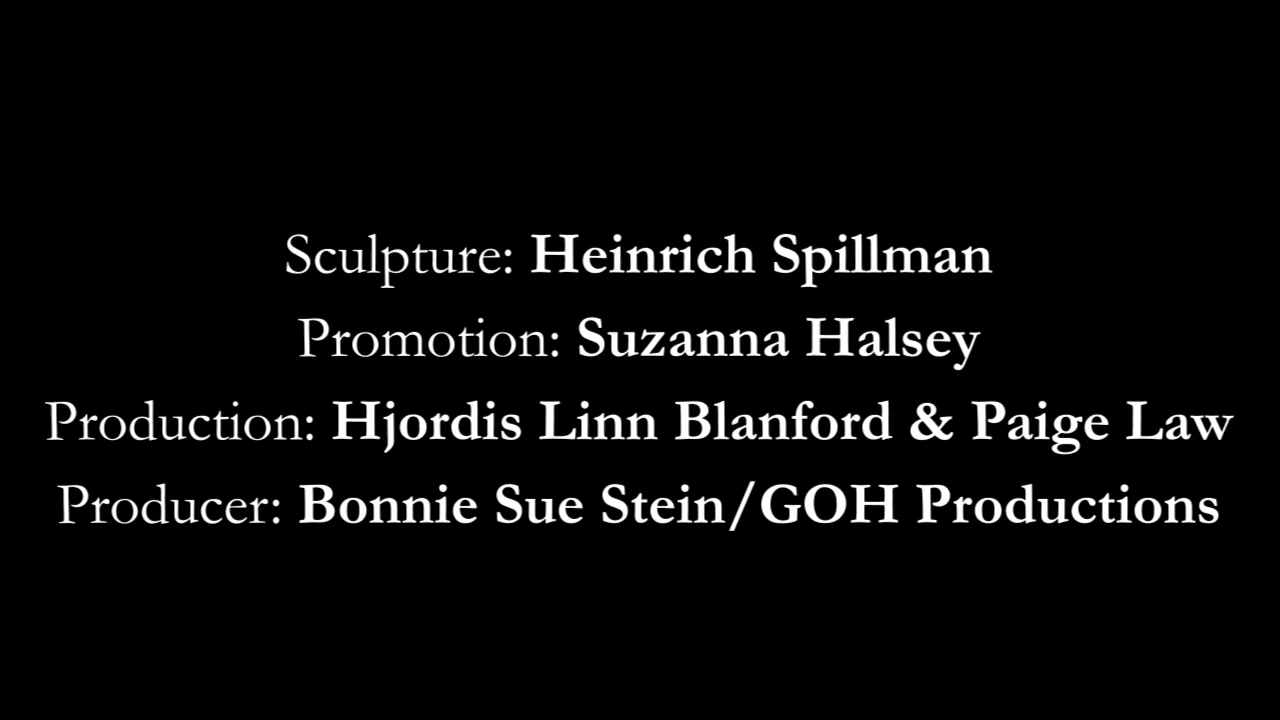 Sculpture: Heinrich Spillman
Promotion: Suzanna Halsey
Production: Hjordis Linn Blanford & Paige Law
Producer: Bonnie Sue Stein/GOH Productions